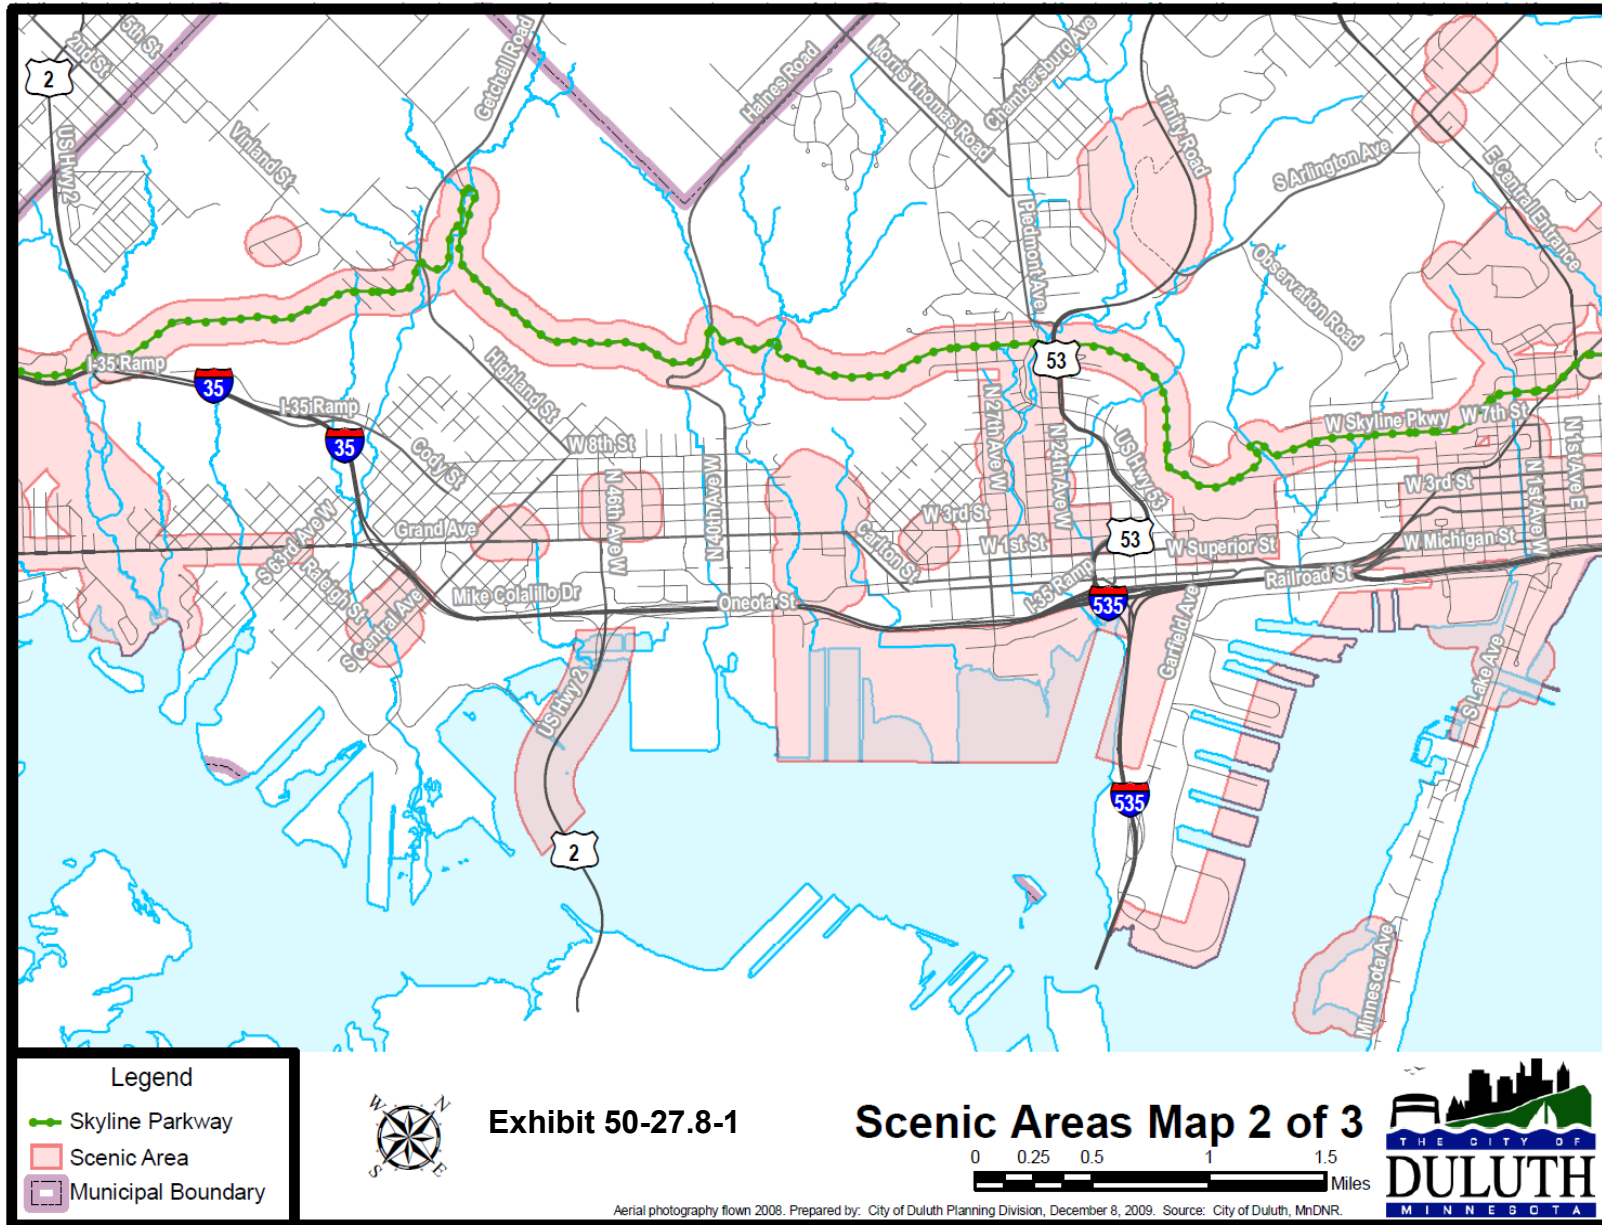 2
US Hwy 2
2nd St
5th St
Vinland St
Getchell Road
Haines Road
Morris Thomas Road
Chambersburg Ave
Trinity Road
S Arlington Ave
E Central Entrance
Piedmont Ave
Observation Road
I-35 Ramp
35
I-35 Ramp
35
Cody St
Highland St
W 8th St
N 46th Ave W
N 40th Ave W
Grand Ave
S 63rd Ave W
Raleigh St
S Central Ave
Mike Colalillo Dr
Oneota St
Carlton St
W 3rd St
W 1st St
N 27th Ave W
N 24th Ave W
53
US Hwy 53
53
I-35 Ramp
535
W Superior St
Railroad St
Garfield Ave
W Skyline Pkwy
W 7th St
W 3rd St
W Michigan St
N 1st Ave W
N 1st Ave E
S Lake Ave
US Hwy 2
2
535
Minnesota Ave
Legend
Skyline Parkway
Scenic Area
Municipal Boundary
N
W
E
S
Exhibit 50-27.8-1
Scenic Areas Map 2 of 3
0 0.25 0.5 1 1.5
Miles
Aerial photography flown 2008. Prepared by: City of Duluth Planning Division, December 8, 2009. Source: City of Duluth, MnDNR.
THE CITY OF
DULUTH
MINNESOTA